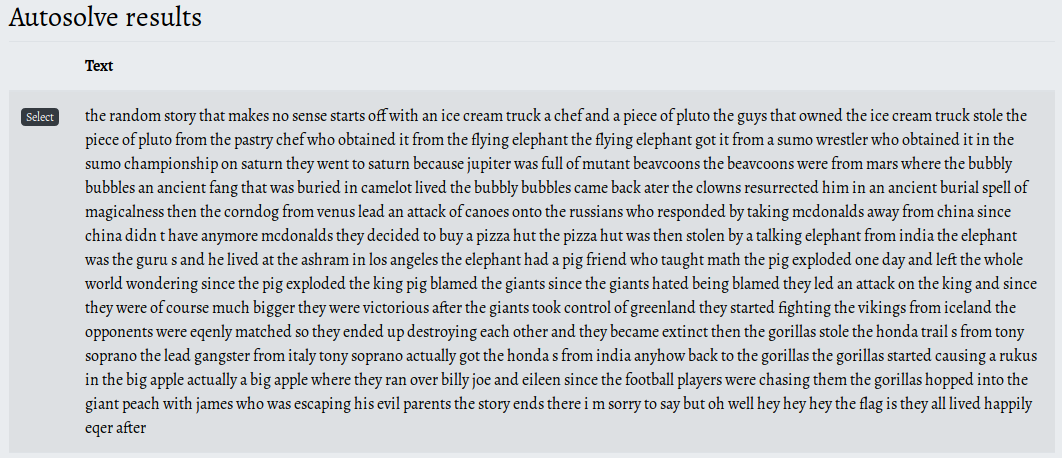 Autosolve results
Text
Select
the random story that makes no sense starts off with an ice cream truck a chef and a piece of pluto the guys that owned the ice cream truck stole the
piece of pluto from the pastry chef who obtained it from the flying elephant the flying elephant got it from a sumo wrestler who obtained it in the
sumo championship on saturn they went to saturn because jupiter was full of mutant beavcoons the beavcoons were from mars where the bubbly
bubbles an ancient fang that was buried in camelot lived the bubbly bubbles came back ater the clowns resurrected him in an ancient burial spell of
magicalness then the corndog from venus lead an attack of canoes onto the russians who responded by taking mcdonalds away from china since
china didn t have anymore mcdonalds they decided to buy a pizza hut the pizza hut was then stolen by a talking elephant from india the elephant
was the guru s and he lived at the ashram in los angeles the elephant had a pig friend who taught math the pig exploded one day and left the whole
world wondering since the pig exploded the king pig blamed the giants since the giants hated being blamed they led an attack on the king and since
they were of course much bigger they were victorious after the giants took control of greenland they started fighting the vikings from iceland the
opponents were eqenly matched so they ended up destroying each other and they became extinct then the gorillas stole the honda trail s from tony
soprano the lead gangster from italy tony soprano actually got the honda s from india anyhow back to the gorillas the gorillas started causing a rukus
in the big apple actually a big apple where they ran over billy joe and eileen since the football players were chasing them the gorillas hopped into the
giant peach with james who was escaping his evil parents the story ends there i m sorry to say but oh well hey hey hey the flag is they all lived happily
eqer after